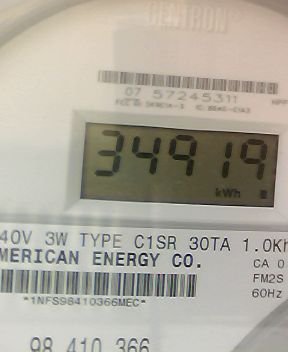 CENTRON
07 57245311
34919
kWh
40V 3W TYPE C1SR 30TA 1.0Kh
MERICAN ENERGY CO.
CA 0
FM2S
*1NFS98410366MEC*
60Hz
98 410 366